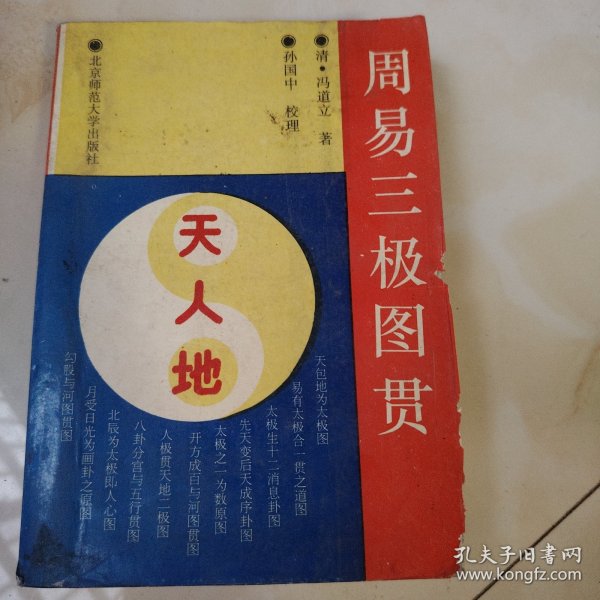 周易三极图贯
清·冯道立 著
孙国中 校理
北京师范大学出版社
天
人
地
天包地为太极图
易有太极合一贯之道图
太极生十二消息卦图
先天变后天成序卦图
太极之一为数原图
开方成百与河图贯图
人极贯天地二极图
八卦分宫与五行贯图
北辰为太极即人心图
月受日光为画卦之原图
勾股与河图贯图
孔夫子旧书网
www.kongfz.com